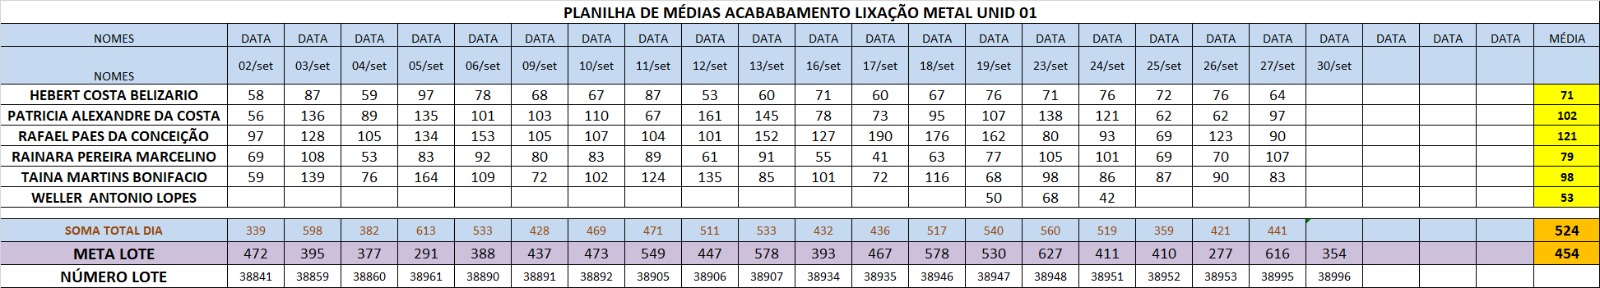 PLANILHA DE MÉDIAS ACABABAMENTO LIXAÇÃO METAL UNID 01
NOMES DATA DATA DATA DATA DATA DATA DATA DATA DATA DATA DATA DATA DATA DATA DATA DATA DATA DATA DATA DATA DATA DATA DATA MÉDIA
NOMES 02/set 03/set 04/set 05/set 06/set 09/set 10/set 11/set 12/set 13/set 16/set 17/set 18/set 19/set 23/set 24/set 25/set 26/set 27/set 30/set
HEBERT COSTA BELIZARIO 58 87 59 97 78 68 67 87 53 60 71 60 67 76 71 76 72 76 64 71
PATRICIA ALEXANDRE DA COSTA 56 136 89 135 101 103 110 67 161 145 78 73 95 107 138 121 62 62 97 102
RAFAEL PAES DA CONCEIÇÃO 97 128 105 134 153 105 107 104 101 152 127 190 176 162 80 93 69 123 90 121
RAINARA PEREIRA MARCELINO 69 108 53 83 92 80 83 89 61 91 55 41 63 77 105 101 69 70 107 79
TAINA MARTINS BONIFACIO 59 139 76 164 109 72 102 124 135 85 101 72 116 68 98 86 87 90 83 98
WELLER ANTONIO LOPES 50 68 42 53
SOMA TOTAL DIA 339 598 382 613 533 428 469 471 511 533 432 436 517 540 560 519 359 421 441 524
META LOTE 472 395 377 291 388 437 473 549 447 578 393 467 578 530 627 411 410 277 616 354 454
NÚMERO LOTE 38841 38859 38860 38961 38890 38891 38892 38905 38906 38907 38934 38935 38946 38947 38948 38951 38952 38953 38995 38996